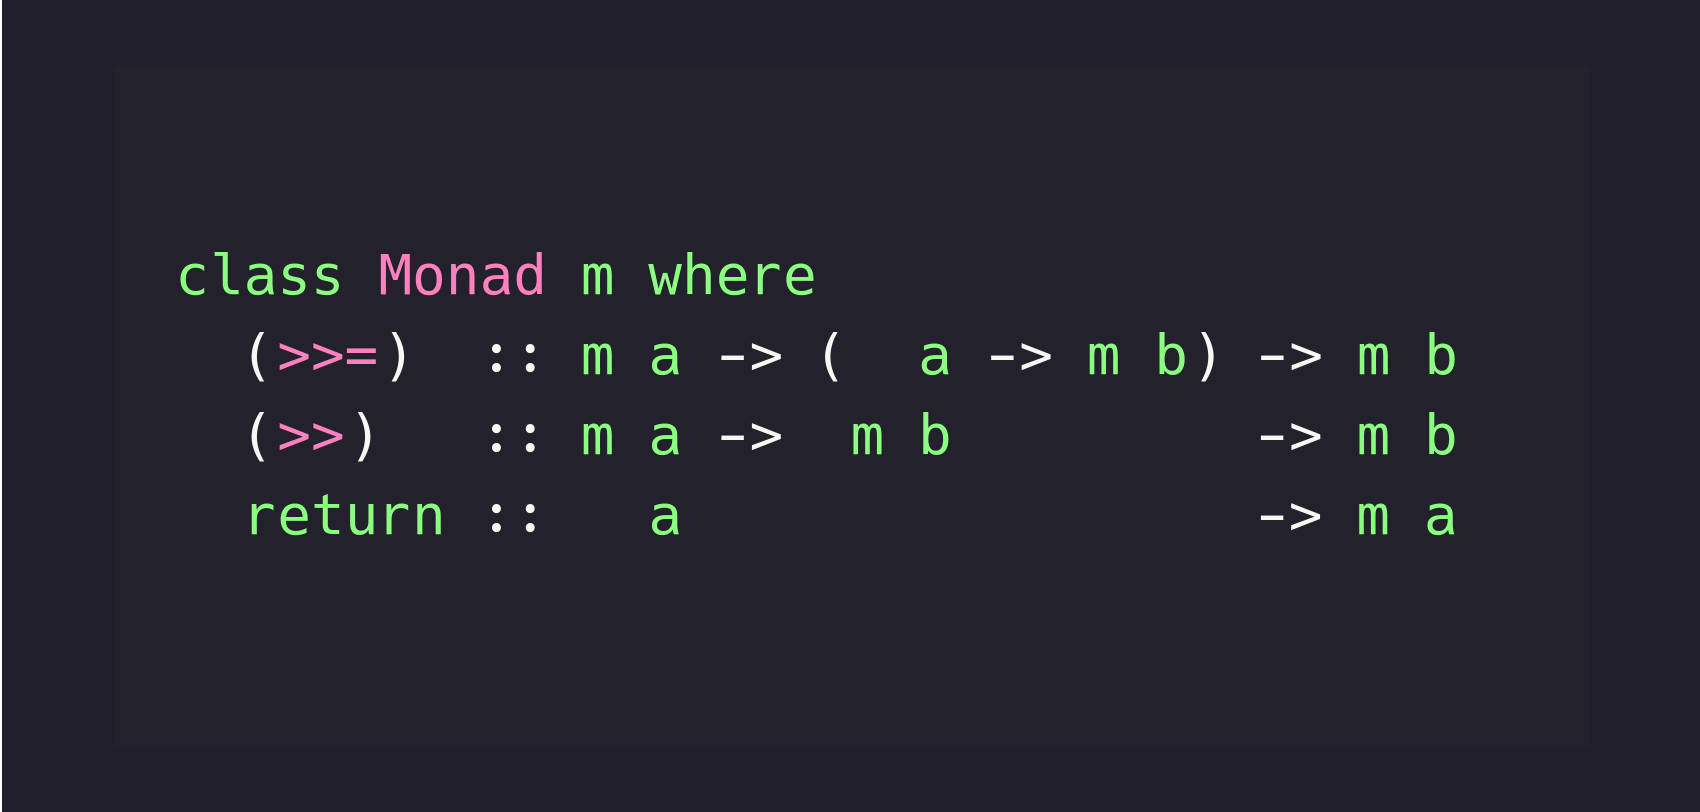 class Monad m where
  (>>=)  :: m a -> (  a -> m b) -> m b
  (>>)   :: m a ->  m b         -> m b
  return ::   a                 -> m a